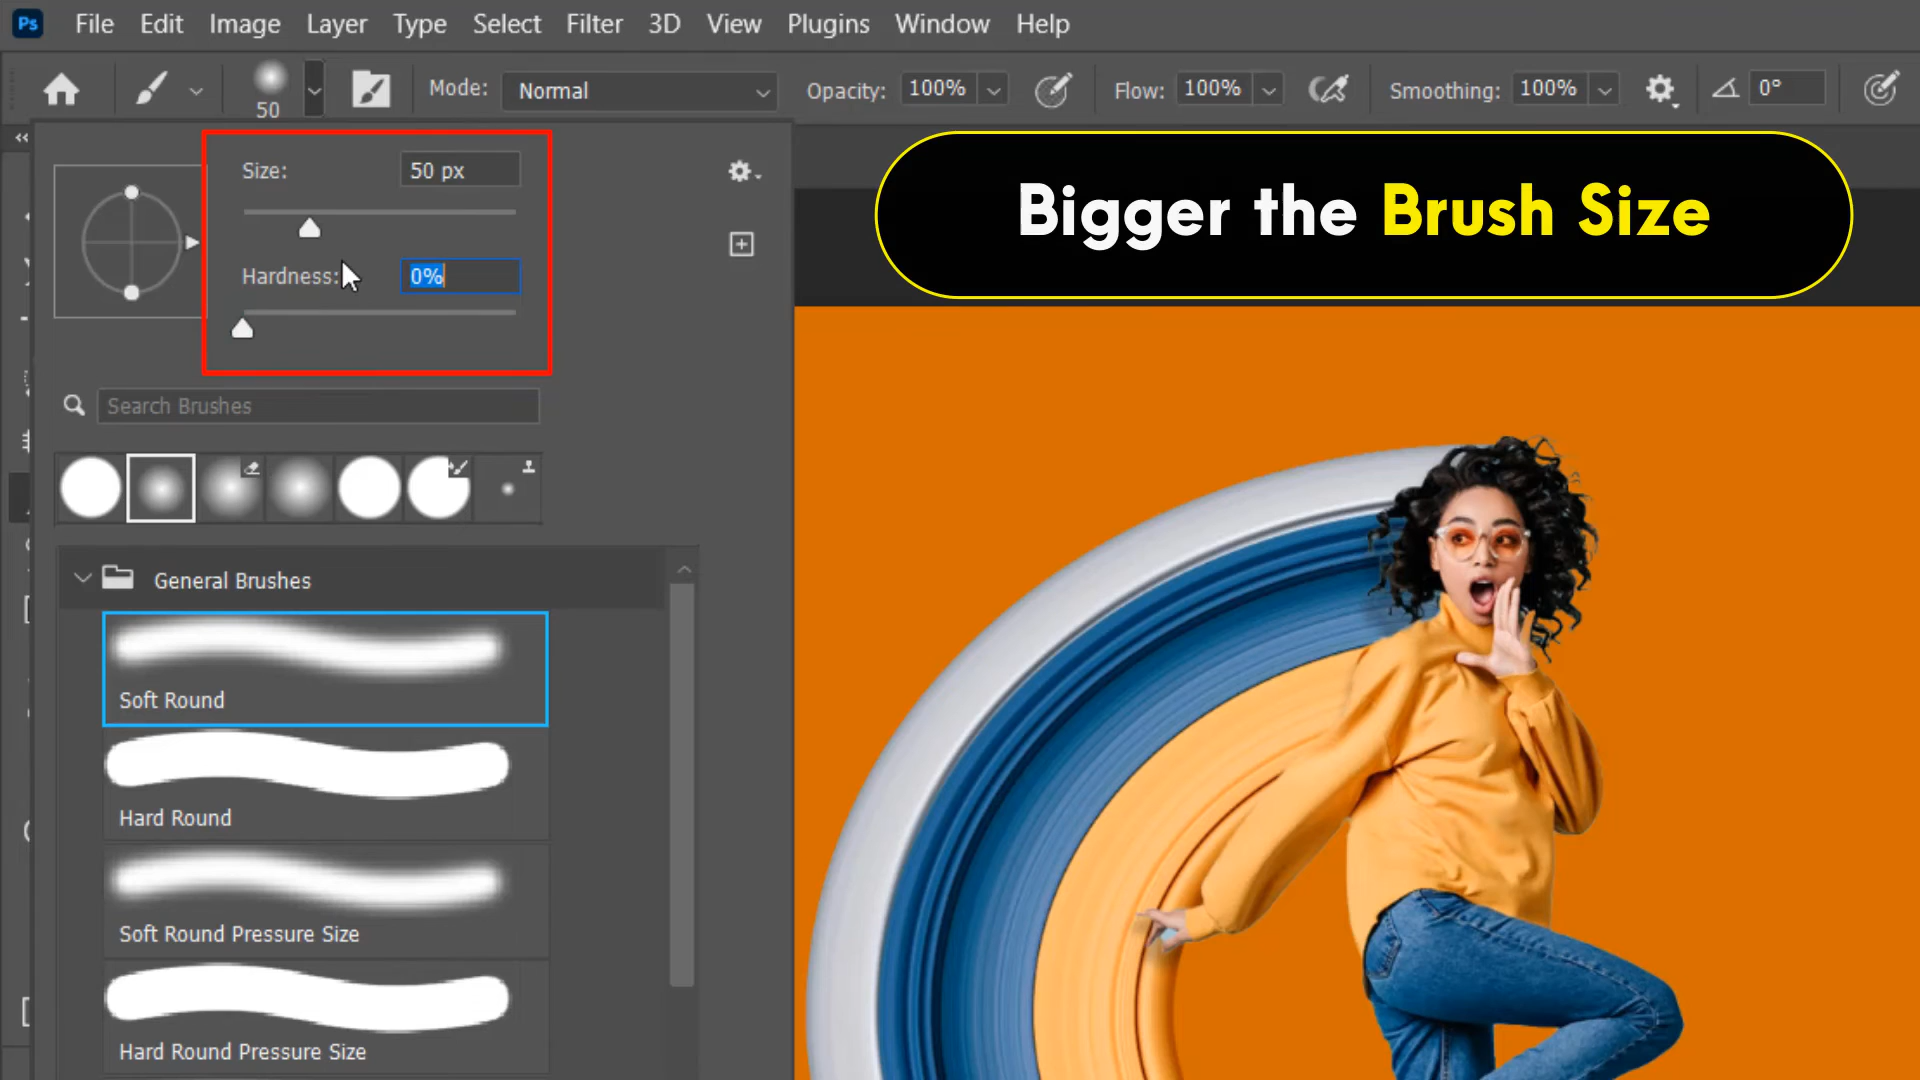 Ps File Edit Image Layer Type Select Filter 3D View Plugins Window Help
50 Mode: Normal Opacity: 100% Flow: 100% Smoothing: 100% 0°
Size: 50 px
Hardness: 0%
Bigger the Brush Size
Search Brushes
General Brushes
Soft Round
Hard Round
Soft Round Pressure Size
Hard Round Pressure Size